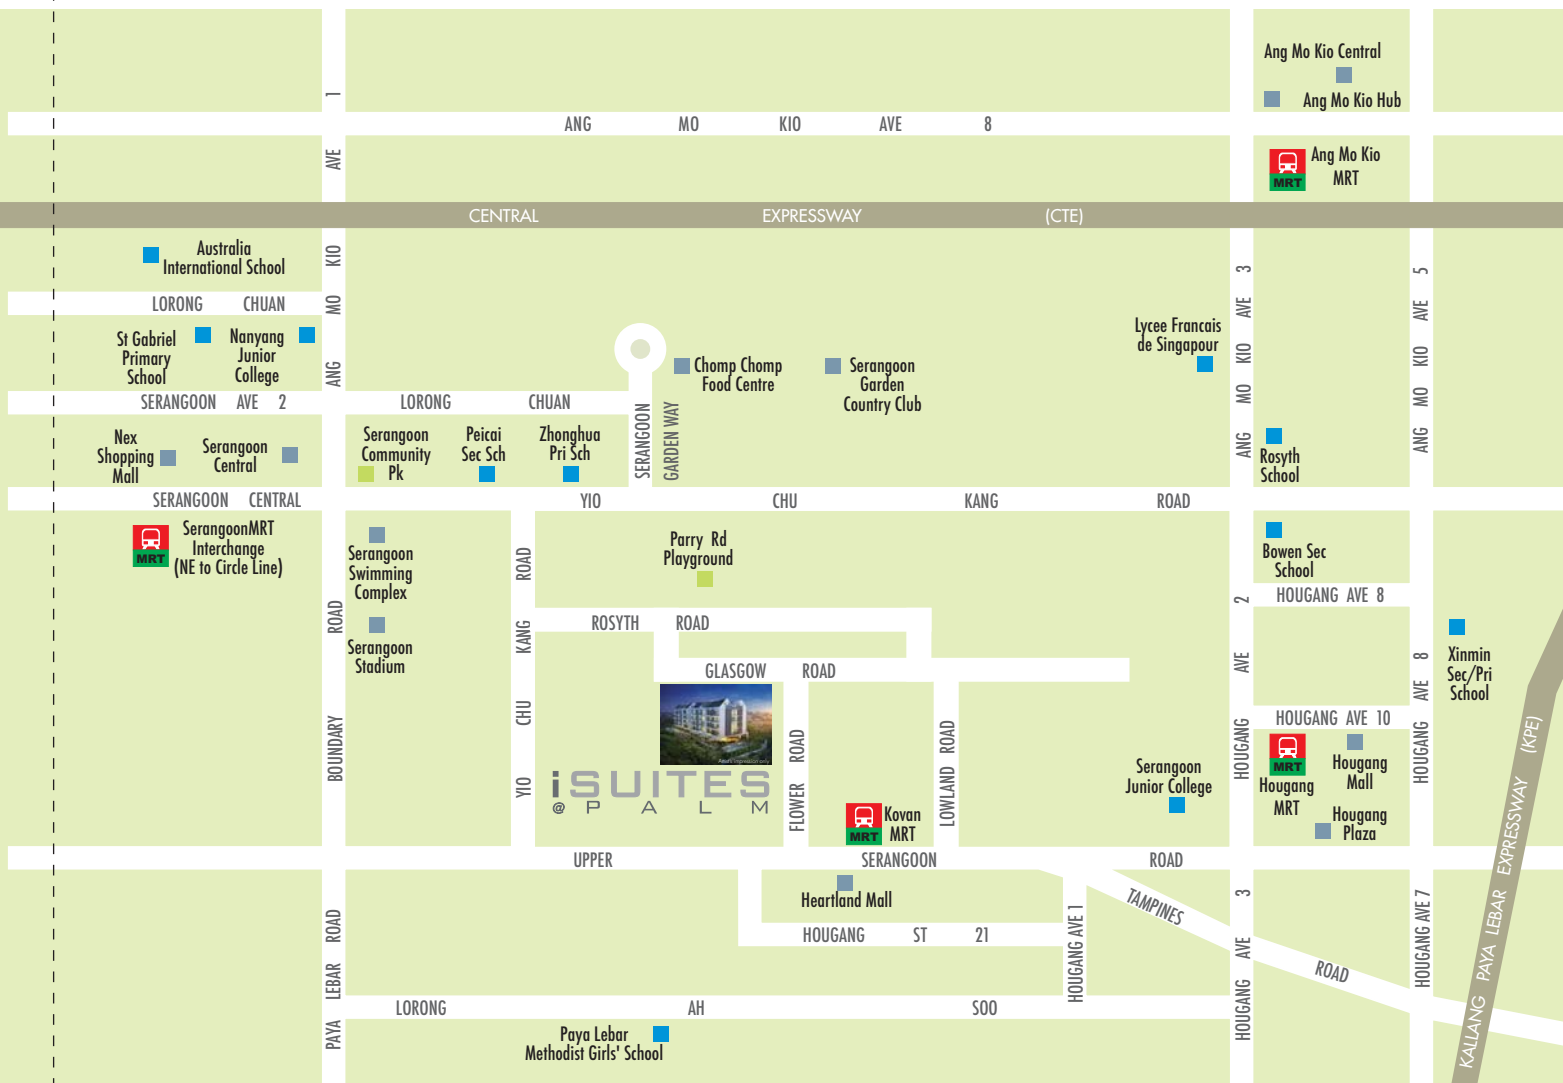 Ang Mo Kio Central
Ang Mo Kio Hub
ANG MO KIO AVE 8
MRT
Ang Mo Kio
MRT
CENTRAL EXPRESSWAY (CTE)
ANG MO KIO AVE 1
Australia
International School
LORONG CHUAN
St Gabriel
Primary
School
Nanyang
Junior
College
SERANGOON AVE 2
LORONG CHUAN
SERANGOON
GARDEN WAY
Chomp Chomp
Food Centre
Serangoon
Garden
Country Club
Lycee Francais
de Singapour
ANG MO KIO AVE 3
ANG MO KIO AVE 5
Nex
Shopping
Mall
Serangoon
Central
Serangoon
Community
Pk
Peicai
Sec Sch
Zhonghua
Pri Sch
Rosyth
School
SERANGOON CENTRAL
YIO CHU KANG ROAD
MRT
SerangoonMRT
Interchange
(NE to Circle Line)
Serangoon
Swimming
Complex
Serangoon
Stadium
BOUNDARY ROAD
YIO CHU KANG ROAD
Parry Rd
Playground
ROSYTH ROAD
GLASGOW ROAD
Bowen Sec
School
HOUGANG AVE 8
HOUGANG AVE 2
HOUGANG AVE 8
Xinmin
Sec/Pri
School
HOUGANG AVE 10
Artist's impression only
iSUITES
@ PALM
FLOWER ROAD
LOWLAND ROAD
MRT
Kovan
MRT
Serangoon
Junior College
MRT
Hougang
MRT
Hougang
Mall
Hougang
Plaza
KALLANG PAYA LEBAR EXPRESSWAY (KPE)
UPPER SERANGOON ROAD
Heartland Mall
HOUGANG ST 21
HOUGANG AVE 1
TAMPINES ROAD
HOUGANG AVE 3
HOUGANG AVE 7
PAYA LEBAR ROAD
LORONG AH SOO
Paya Lebar
Methodist Girls' School